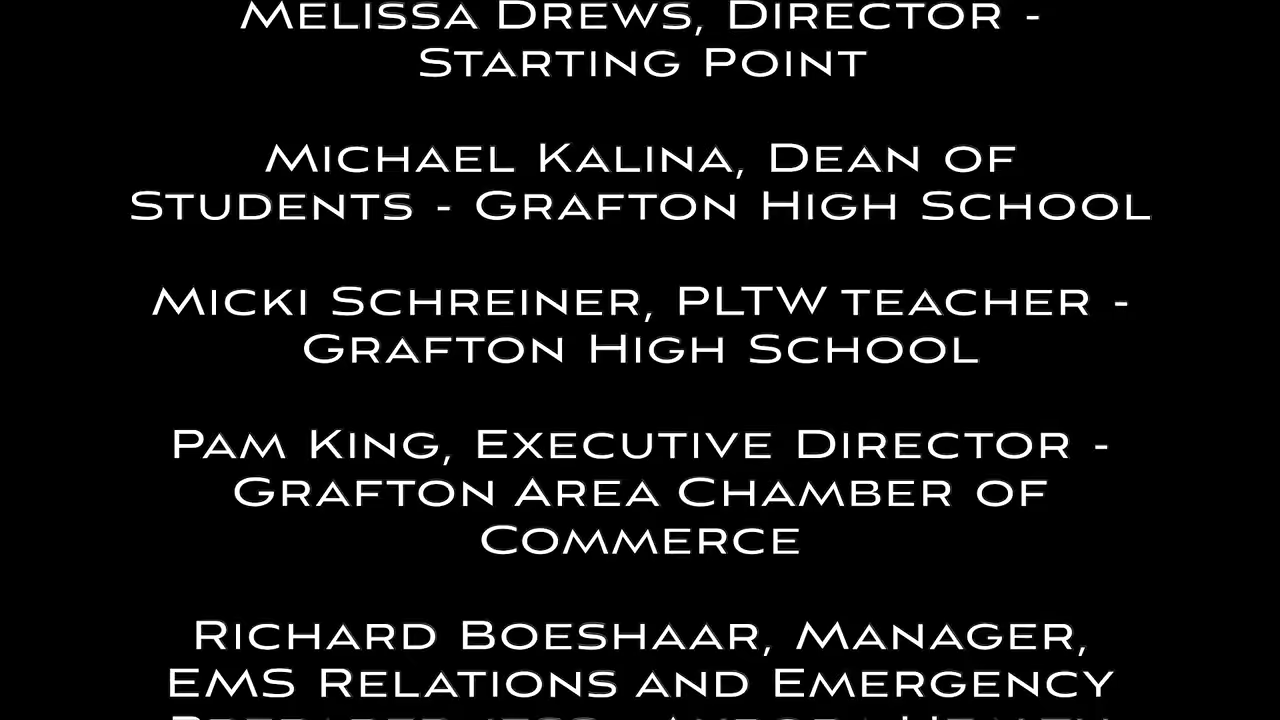 Melissa Drews, Director -
Starting Point
Michael Kalina, Dean of
Students - Grafton High School
Micki Schreiner, PLTW teacher -
Grafton High School
Pam King, Executive Director -
Grafton Area Chamber of
Commerce
Richard Boeshaar, Manager,
EMS Relations and Emergency